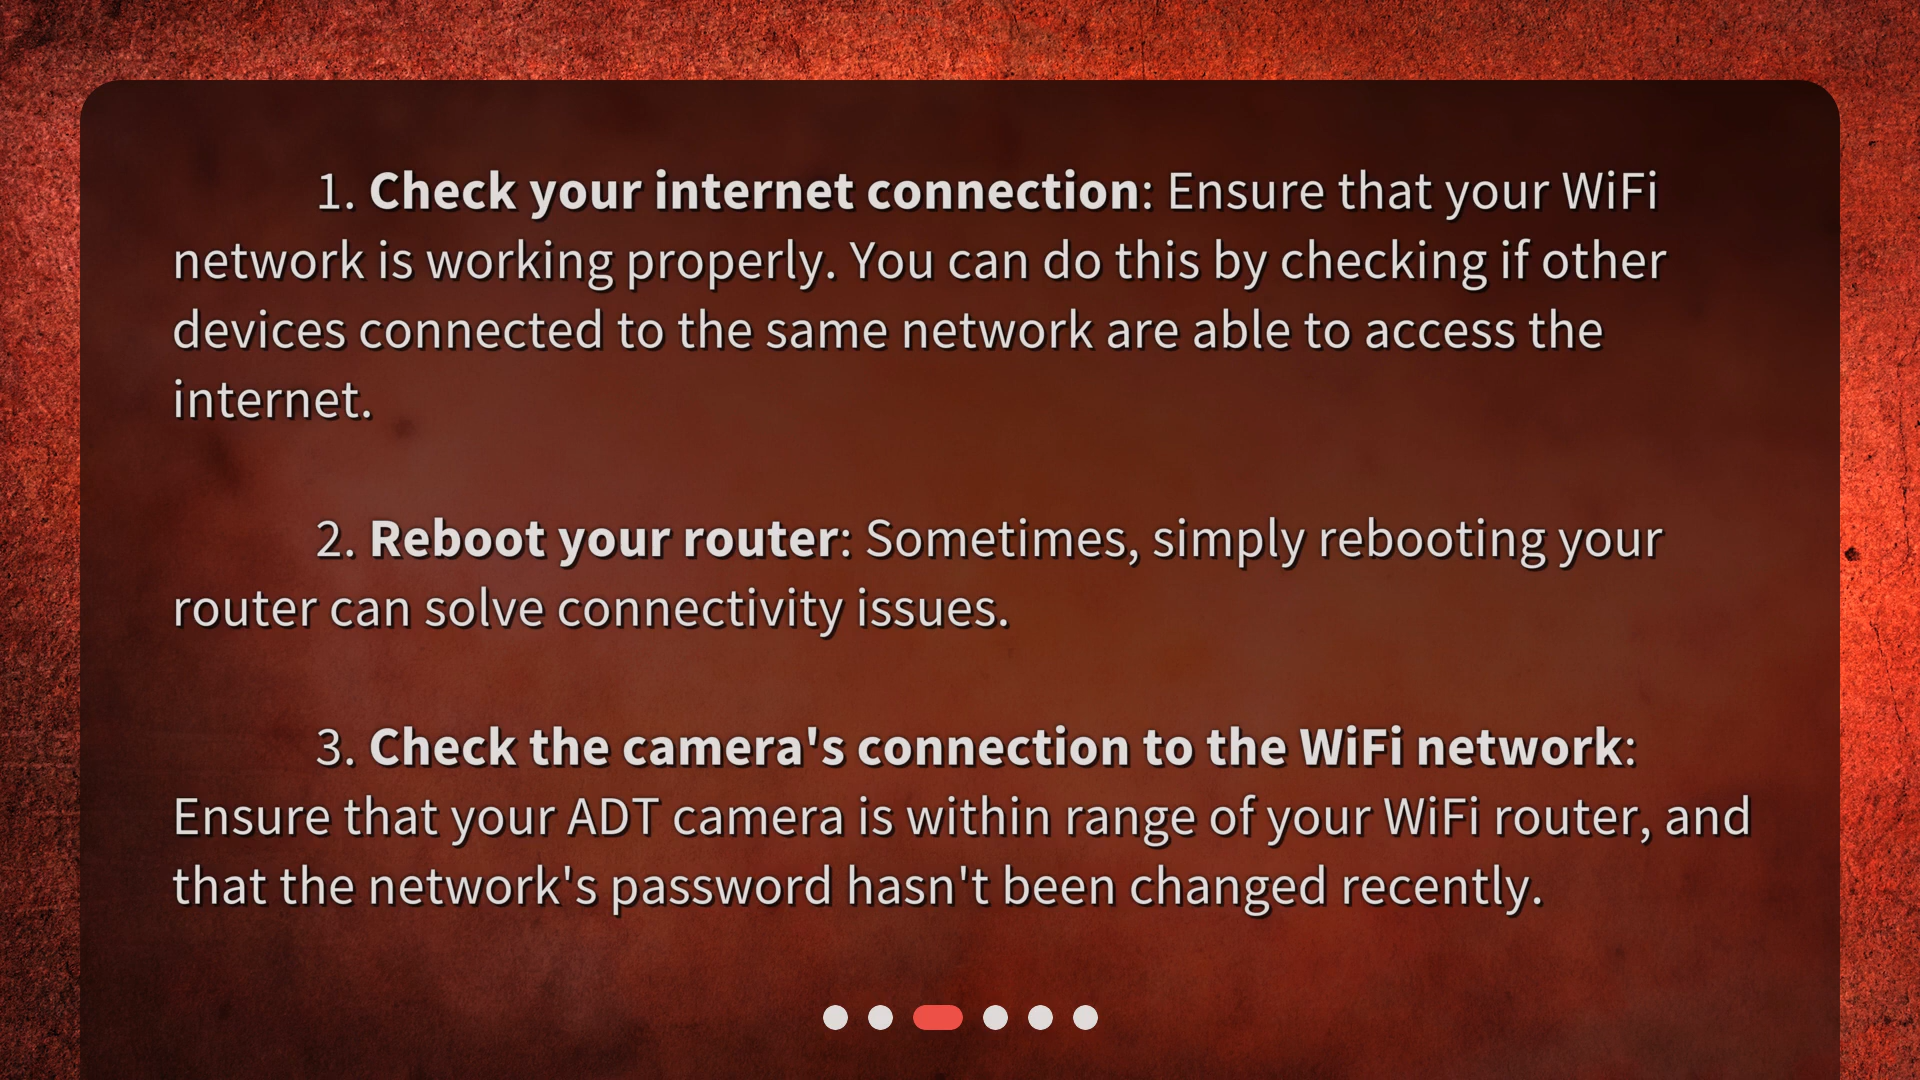 1. Check your internet connection: Ensure that your WiFi
network is working properly. You can do this by checking if other
devices connected to the same network are able to access the
internet.
2. Reboot your router: Sometimes, simply rebooting your
router can solve connectivity issues.
3. Check the camera's connection to the WiFi network:
Ensure that your ADT camera is within range of your WiFi router, and
that the network's password hasn't been changed recently.